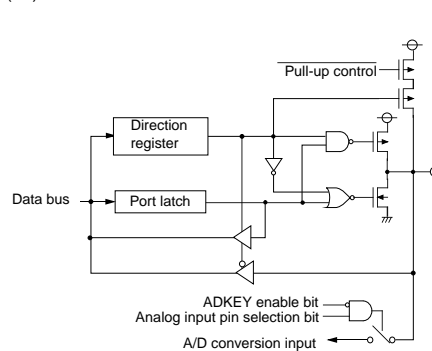 Pull-up control
Direction
register
Data bus
Port latch
ADKEY enable bit
Analog input pin selection bit
A/D conversion input